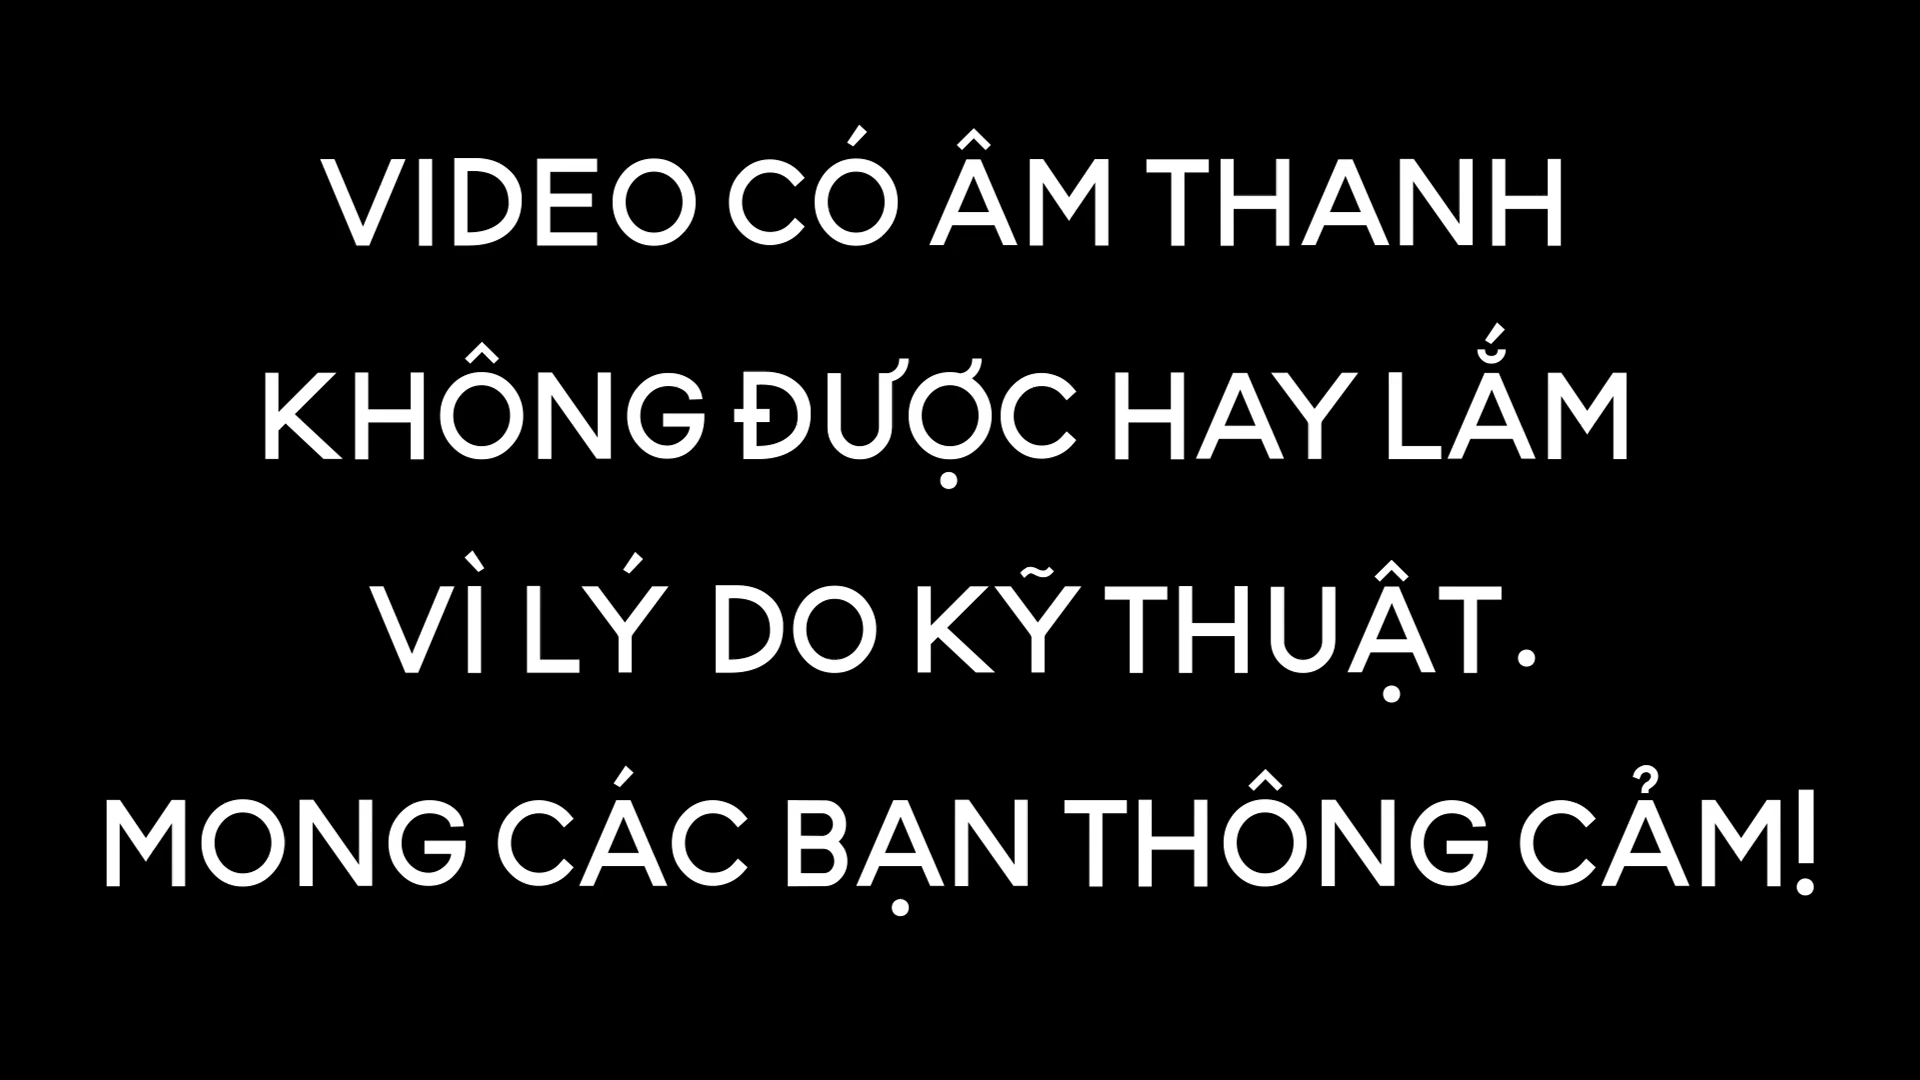 VIDEO CÓ ÂM THANH
KHÔNG ĐƯỢC HAY LẮM
VÌ LÝ DO KỸ THUẬT.
MONG CÁC BẠN THÔNG CẢM!